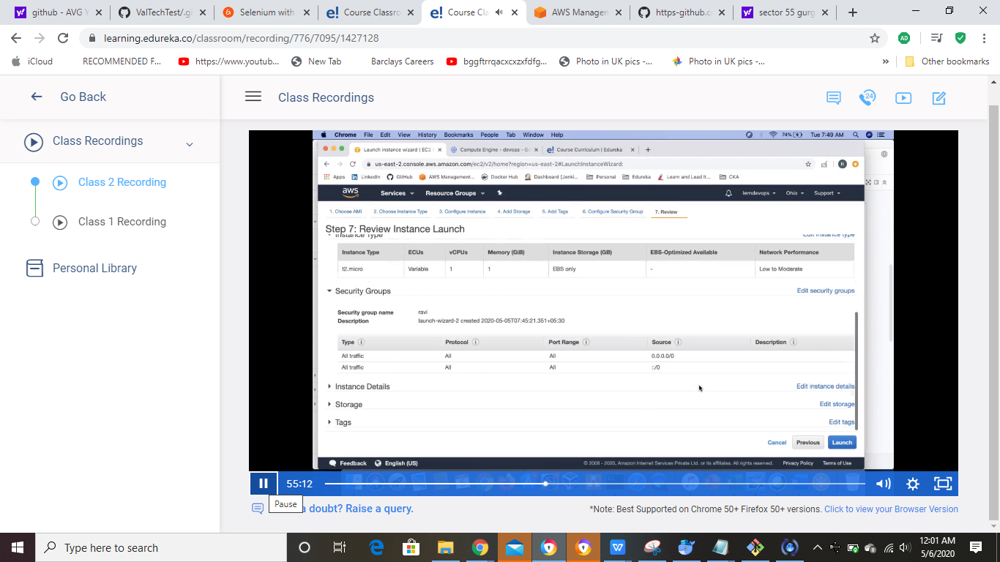 github - AVG Y
ValTechTest/.g
Selenium with
Course Classro
Course Cla
AWS Managem
https-github.c
sector 55 gurg
learning.edureka.co/classroom/recording/776/7095/1427128
iCloud
RECOMMENDED F...
https://www.youtub...
New Tab
Barclays Careers
bggftrrqacxcxzxfdfg...
Photo in UK pics -...
Photo in UK pics -...
Other bookmarks
Go Back
Class Recordings
Class Recordings
Class 2 Recording
Class 1 Recording
Personal Library
Chrome File Edit View History Bookmarks People Tab Window Help
74% Tue 7:49 AM
Launch instance wizard | EC2
Compute Engine - devops - G
Course Curriculum | Edureka
us-east-2.console.aws.amazon.com/ec2/v2/home?region=us-east-2#LaunchInstanceWizard:
Apps LinkedIn GitHub AWS Management... Docker Hub Dashboard [Jenki... Personal Edureka Learn and Lead it... CKA
aws Services Resource Groups lerndevops Ohio Support
1. Choose AMI 2. Choose Instance Type 3. Configure Instance 4. Add Storage 5. Add Tags 6. Configure Security Group 7. Review
Step 7: Review Instance Launch
Instance Type Edit instance type
Instance Type ECUs vCPUs Memory (GiB) Instance Storage (GB) EBS-Optimized Available Network Performance
t2.micro Variable 1 1 EBS only - Low to Moderate
Security Groups Edit security groups
Security group name ravi
Description launch-wizard-2 created 2020-05-05T07:45:21.351+05:30
Type Protocol Port Range Source Description
All traffic All All 0.0.0.0/0
All traffic All All ::/0
Instance Details Edit instance details
Storage Edit storage
Tags Edit tags
Cancel Previous Launch
Feedback English (US) © 2008 - 2020, Amazon Internet Services Private Ltd. or its affiliates. All rights reserved. Privacy Policy Terms of Use
55:12
Pause
a doubt? Raise a query.
*Note: Best Supported on Chrome 50+ Firefox 50+ versions. Click to view your Browser Version
Type here to search
12:01 AM
5/6/2020